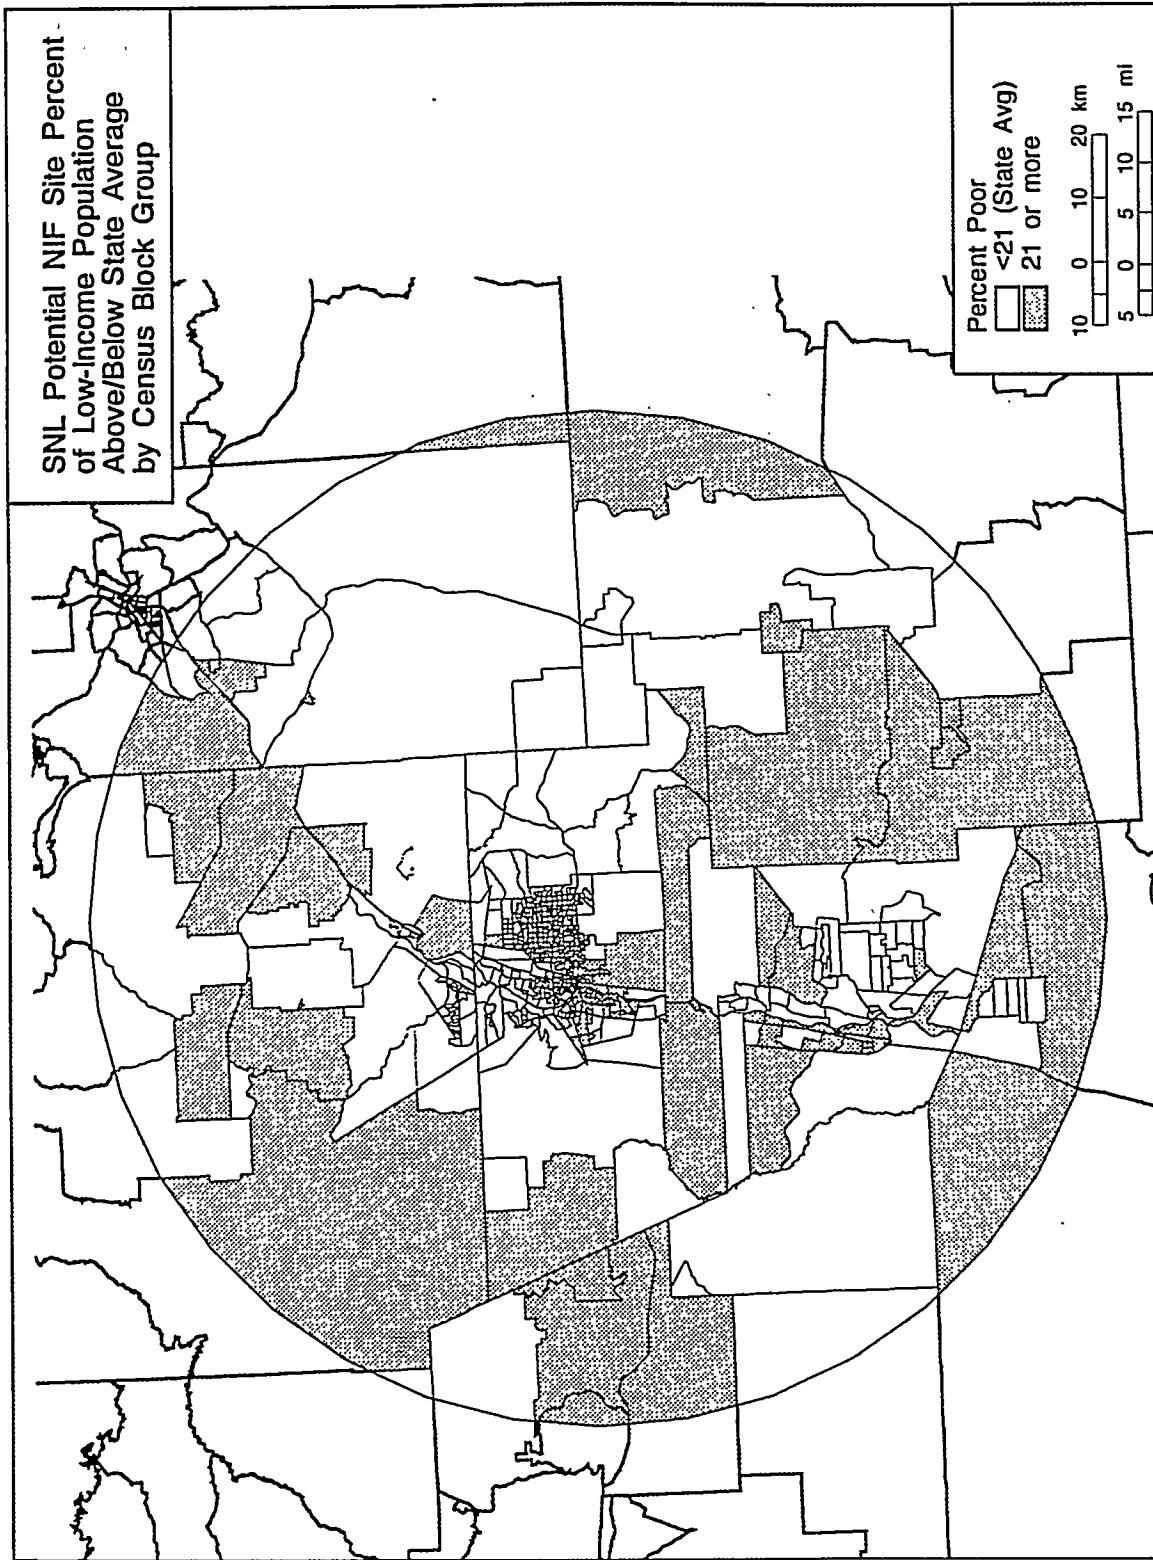 SNL Potential NIF Site Percent
of Low-Income Population
Above/Below State Average
by Census Block Group
Percent Poor
<21 (State Avg)
21 or more
10 0 10 20 km
5 0 5 10 15 mi